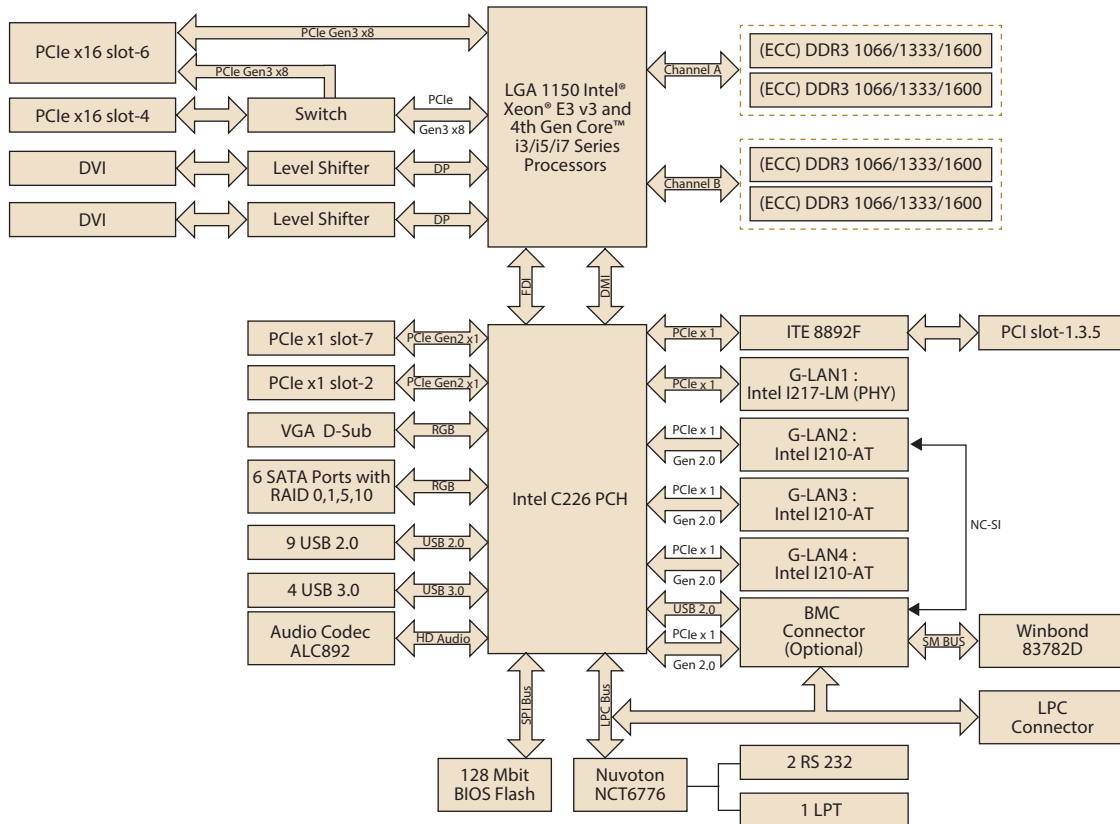 PCIe x16 slot-6
PCIe Gen3 x8
PCIe Gen3 x8
PCIe x16 slot-4
Switch
PCIe
Gen3 x8
DVI
Level Shifter
DP
DVI
Level Shifter
DP
LGA 1150 Intel®
Xeon® E3 v3 and
4th Gen Core™
i3/i5/i7 Series
Processors
Channel A
(ECC) DDR3 1066/1333/1600
(ECC) DDR3 1066/1333/1600
Channel B
(ECC) DDR3 1066/1333/1600
(ECC) DDR3 1066/1333/1600
FDI
DMI
PCIe x1 slot-7
PCIe Gen2 x1
PCIe x1 slot-2
PCIe Gen2 x1
VGA D-Sub
RGB
6 SATA Ports with
RAID 0,1,5,10
RGB
9 USB 2.0
USB 2.0
4 USB 3.0
USB 3.0
Audio Codec
ALC892
HD Audio
Intel C226 PCH
PCIe x 1
ITE 8892F
PCI slot-1.3.5
PCIe x 1
G-LAN1 :
Intel I217-LM (PHY)
PCIe x 1
Gen 2.0
G-LAN2 :
Intel I210-AT
PCIe x 1
Gen 2.0
G-LAN3 :
Intel I210-AT
NC-SI
PCIe x 1
Gen 2.0
G-LAN4 :
Intel I210-AT
USB 2.0
PCIe x 1
Gen 2.0
BMC
Connector
(Optional)
SM BUS
Winbond
83782D
SPI Bus
LPC Bus
LPC
Connector
128 Mbit
BIOS Flash
Nuvoton
NCT6776
2 RS 232
1 LPT